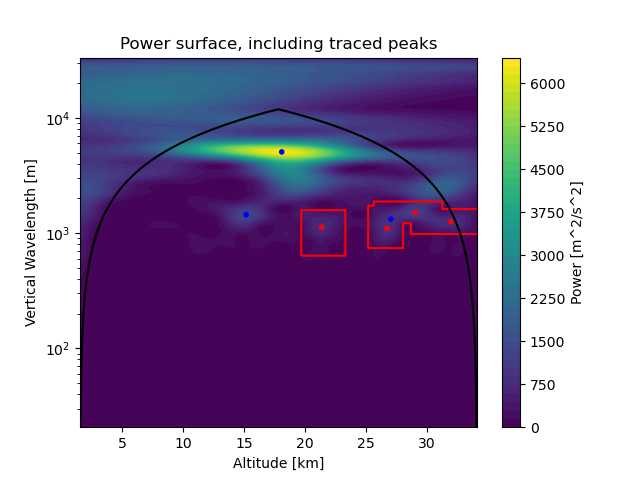 Power surface, including traced peaks
Vertical Wavelength [m]
10^4
10^3
10^2
5 10 15 20 25 30
Altitude [km]
6000
5250
4500
3750
3000
2250
1500
750
0
Power [m^2/s^2]